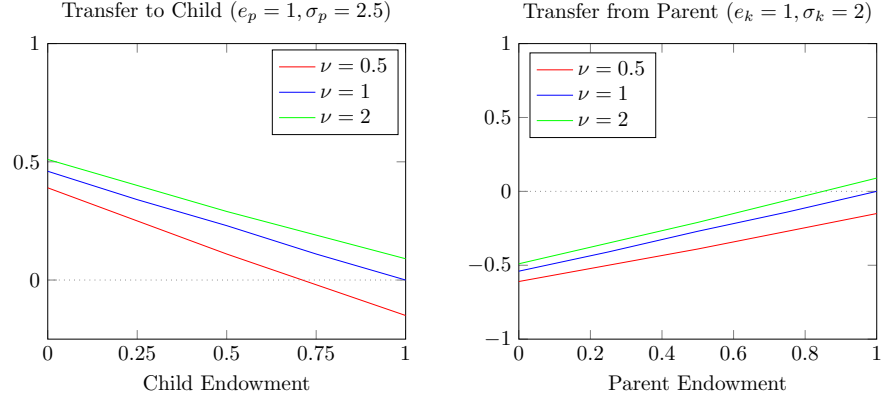 Transfer to Child (e_p = 1, σ_p = 2.5)
1
0.5
0
0
0.25
0.5
0.75
1
Child Endowment
ν = 0.5
ν = 1
ν = 2
Transfer from Parent (e_k = 1, σ_k = 2)
1
0.5
0
−0.5
−1
0
0.2
0.4
0.6
0.8
1
Parent Endowment
ν = 0.5
ν = 1
ν = 2